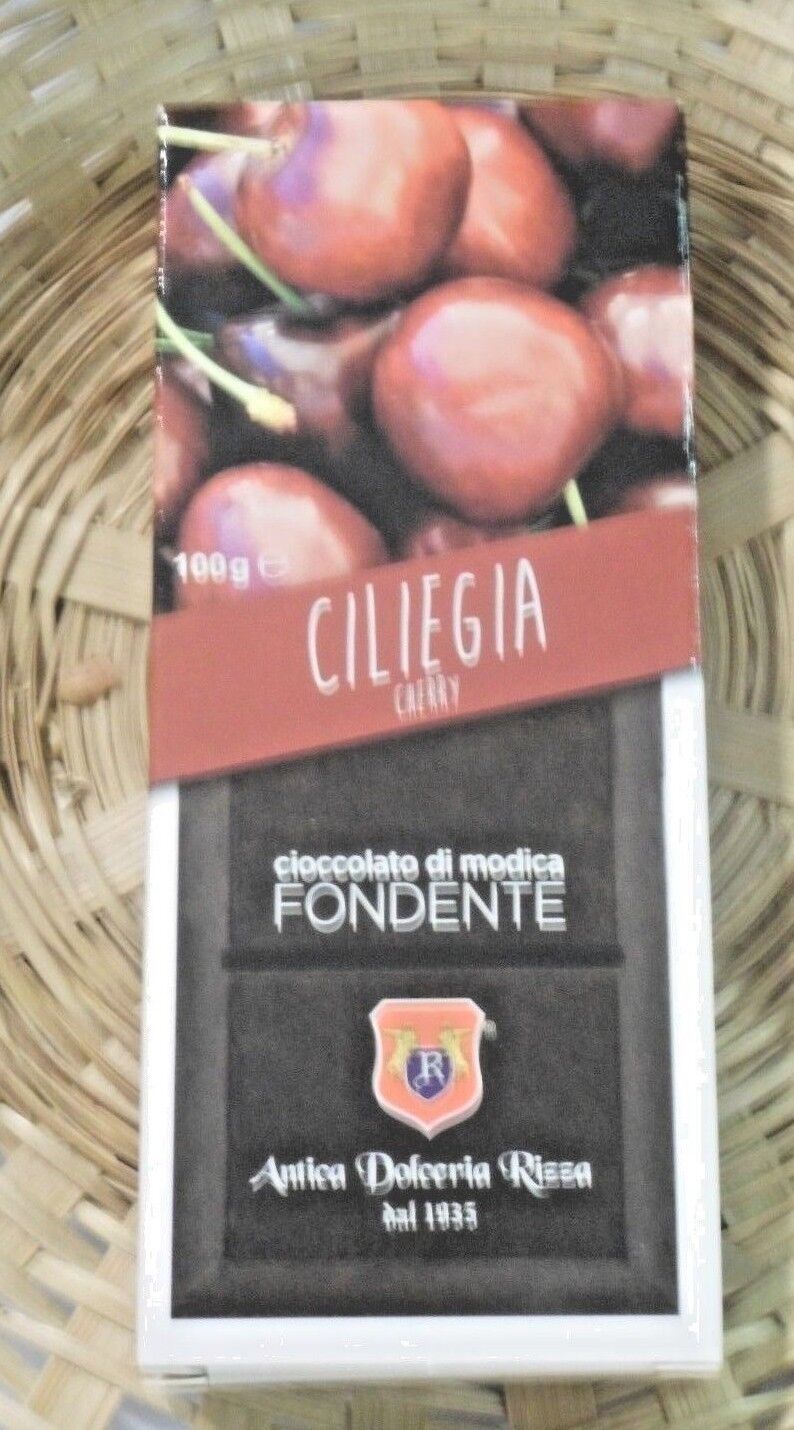 100g e
CILIEGIA
CHERRY
cioccolato di modica
FONDENTE
R
Antica Dolceria Rizza
dal 1935